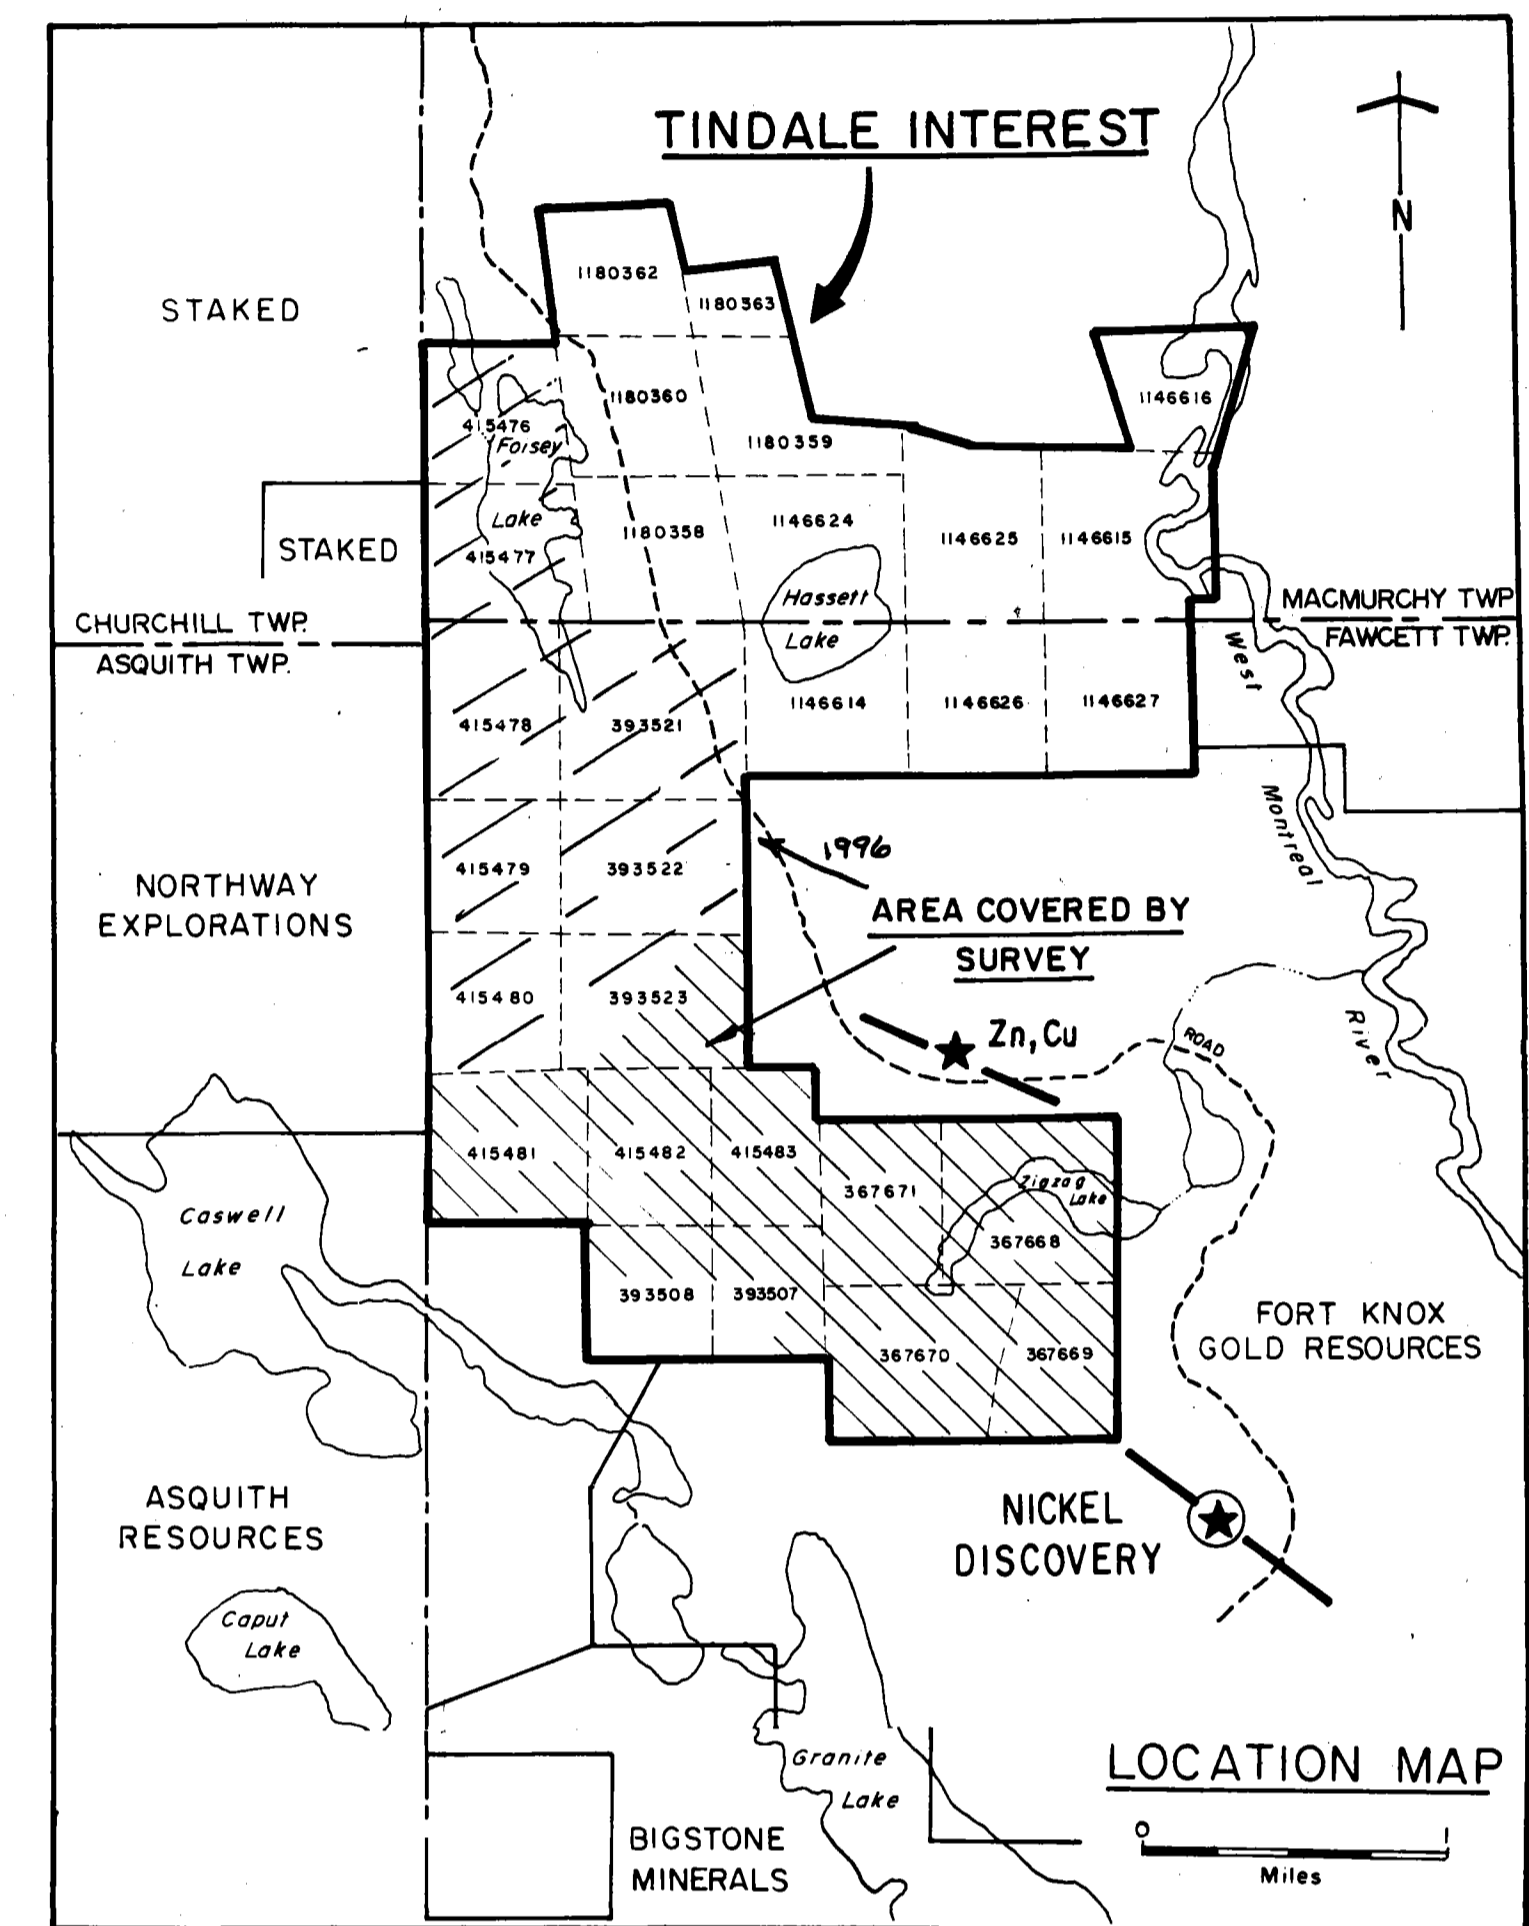 TINDALE INTEREST
N
1180362
1180363
STAKED
1180360
1146616
415476
Forsey
1180359
STAKED
Lake
1180358
1146624
1146625
1146615
415477
Hassett
Lake
CHURCHILL TWP.
ASQUITH TWP.
MACMURCHY TWP
FAWCETT TWP.
West
415478
393521
1146614
1146626
1146627
Montreal
1996
415479
393522
NORTHWAY
EXPLORATIONS
AREA COVERED BY
SURVEY
415480
393523
Zn, Cu
ROAD
River
415481
415482
415483
367671
Zigzag
Lake
367668
Caswell
Lake
393508
393507
367670
367669
FORT KNOX
GOLD RESOURCES
ASQUITH
RESOURCES
NICKEL
DISCOVERY
Caput
Lake
Granite
Lake
LOCATION MAP
BIGSTONE
MINERALS
0 1
Miles